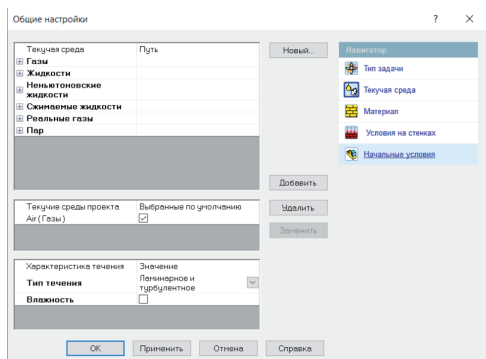 Общие настройки
Текучая среда Путь
Газы
Жидкости
Неньютоновские
жидкости
Сжимаемые жидкости
Реальные газы
Пар
Новый...
Добавить
Текучие среды проекта Выбранные по умолчанию
Air ( Газы )
Удалить
Заменить
Характеристика течения Значение
Тип течения Ламинарное и
турбулентное
Влажность
OK Применить Отмена Справка
Навигатор
Тип задачи
Текучая среда
Материал
Условия на стенках
Начальные условия